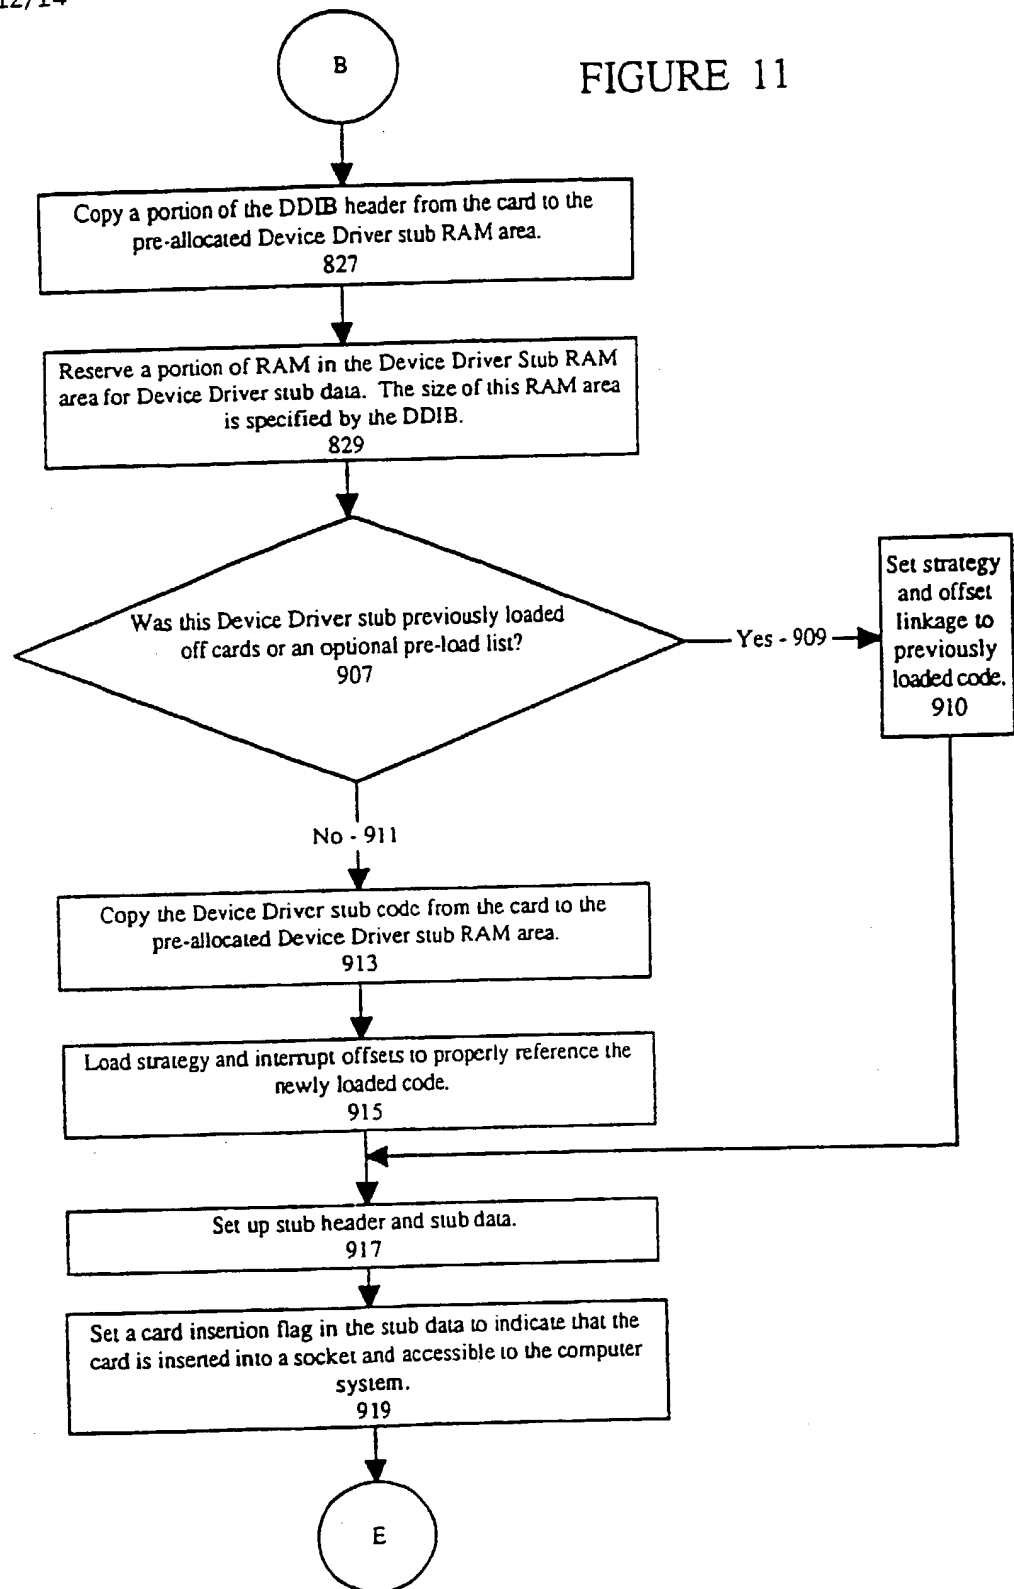 12/14
B
FIGURE 11
Copy a portion of the DDIB header from the card to the
pre-allocated Device Driver stub RAM area.
827
Reserve a portion of RAM in the Device Driver Stub RAM
area for Device Driver stub data. The size of this RAM area
is specified by the DDIB.
829
Was this Device Driver stub previously loaded
off cards or an optional pre-load list?
907
Yes - 909
Set strategy
and offset
linkage to
previously
loaded code.
910
No - 911
Copy the Device Driver stub code from the card to the
pre-allocated Device Driver stub RAM area.
913
Load strategy and interrupt offsets to properly reference the
newly loaded code.
915
Set up stub header and stub data.
917
Set a card insertion flag in the stub data to indicate that the
card is inserted into a socket and accessible to the computer
system.
919
E